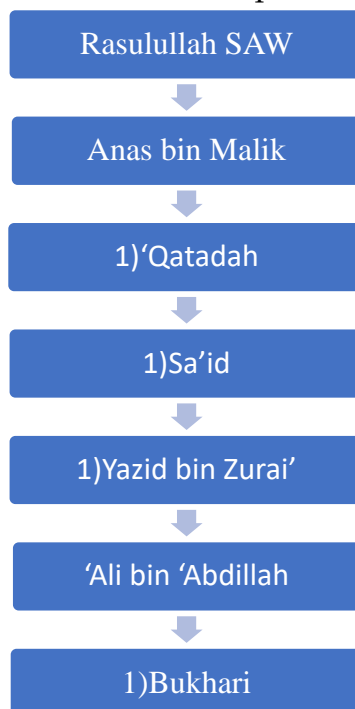 Rasulullah SAW
Anas bin Malik
1)‘Qatadah
1)Sa’id
1)Yazid bin Zurai’
‘Ali bin ‘Abdillah
1)Bukhari